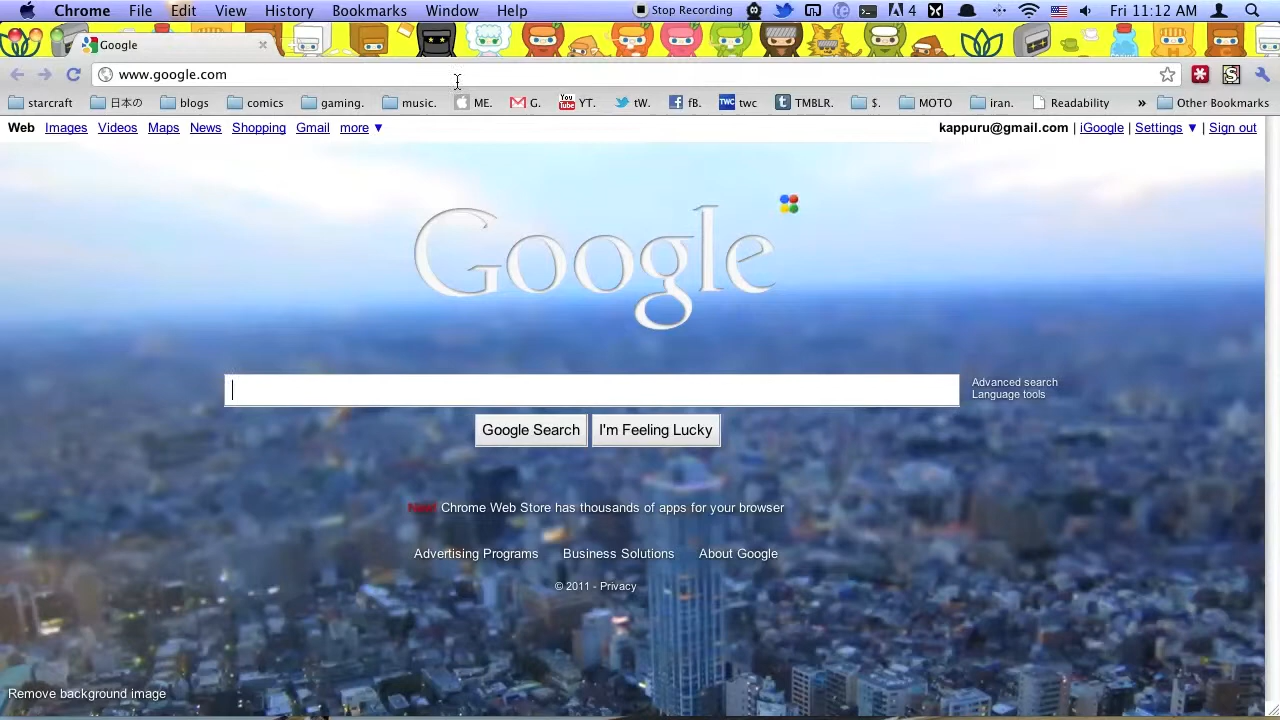 Chrome File Edit View History Bookmarks Window Help Stop Recording 4 Fri 11:12 AM
Google
www.google.com
starcraft 日本の blogs comics gaming. music. ME. G. YT. tW. fB. twc TMBLR. $. MOTO iran. Readability » Other Bookmarks
Web Images Videos Maps News Shopping Gmail more ▼ kappuru@gmail.com | iGoogle | Settings ▼ | Sign out
Google
Advanced search
Language tools
Google Search I'm Feeling Lucky
New! Chrome Web Store has thousands of apps for your browser
Advertising Programs Business Solutions About Google
© 2011 - Privacy
Remove background image